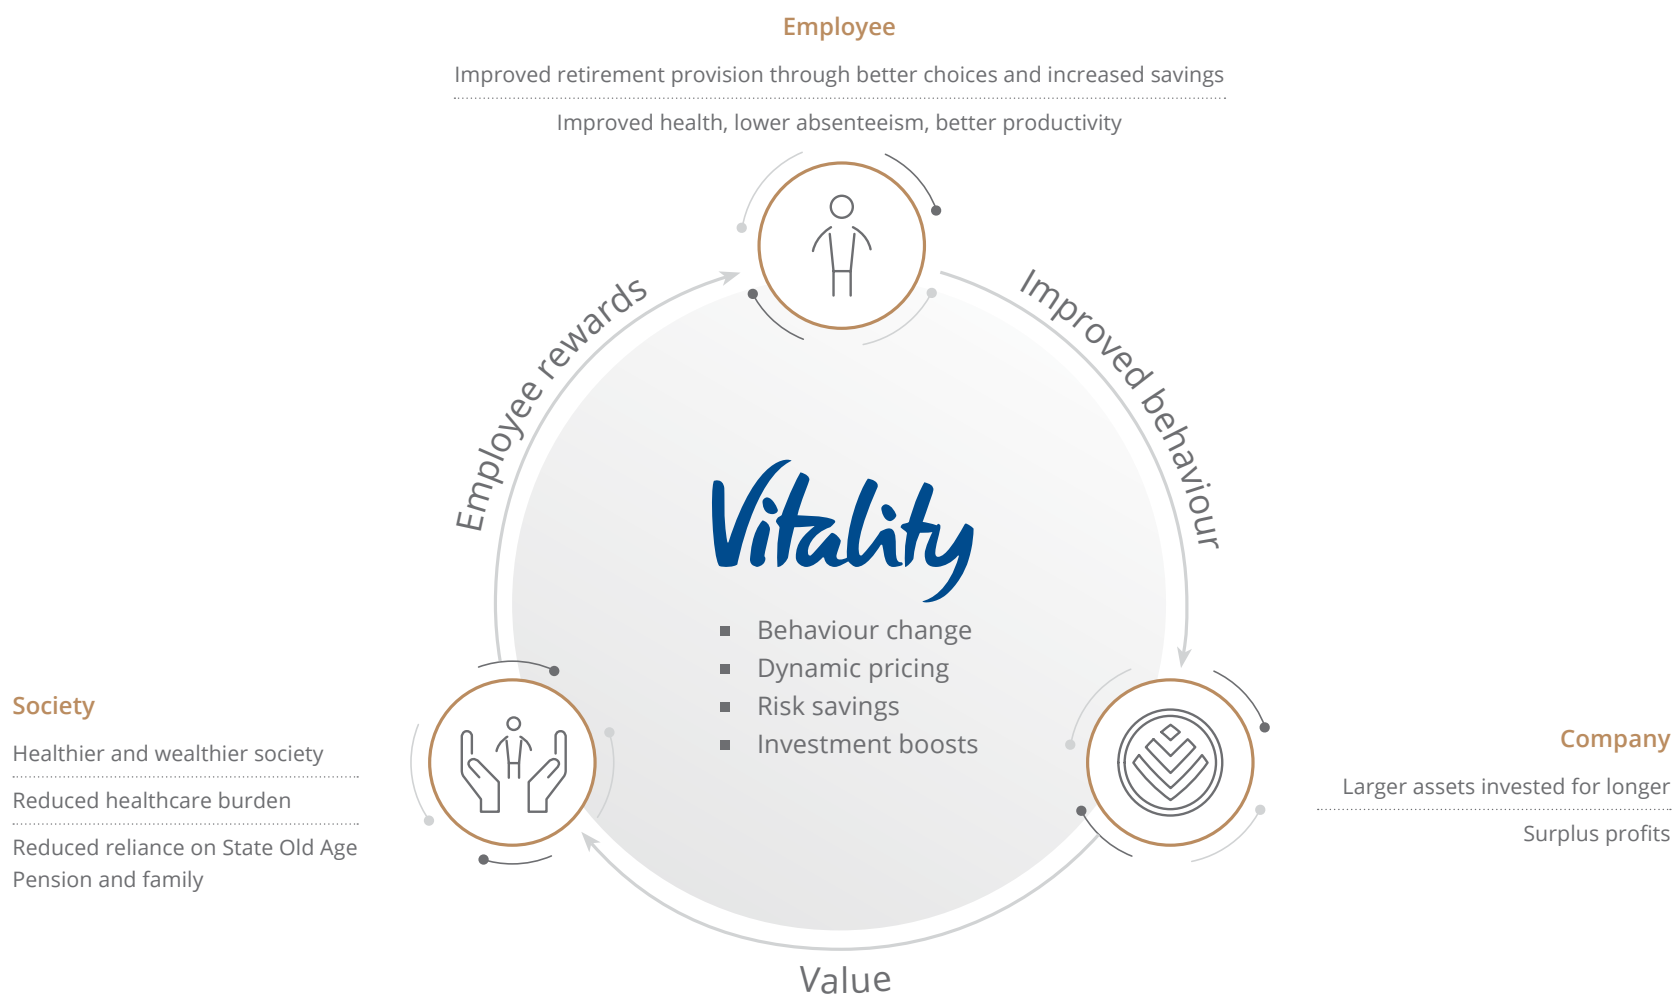 Employee
Improved retirement provision through better choices and increased savings
Improved health, lower absenteeism, better productivity
Employee rewards
Improved behaviour
Vitality
Behaviour change
Dynamic pricing
Risk savings
Investment boosts
Society
Healthier and wealthier society
Reduced healthcare burden
Reduced reliance on State Old Age
Pension and family
Company
Larger assets invested for longer
Surplus profits
Value